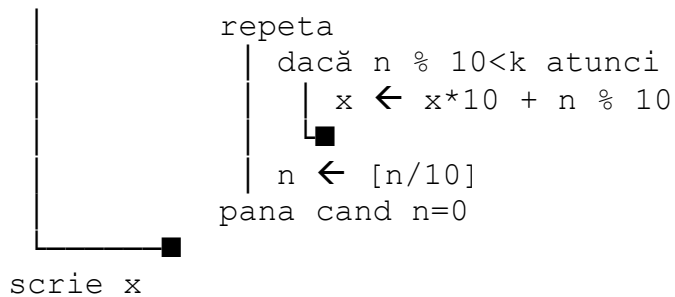 repeta
dacă n % 10<k atunci
x ← x*10 + n % 10
n ← [n/10]
pana cand n=0
scrie x